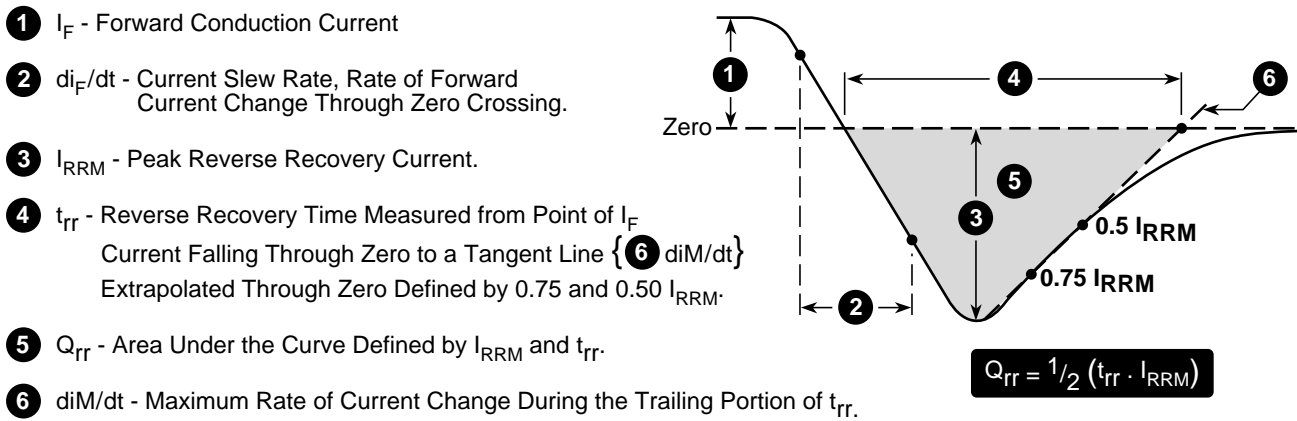 1 I_F - Forward Conduction Current
2 di_F/dt - Current Slew Rate, Rate of Forward
Current Change Through Zero Crossing.
3 I_RRM - Peak Reverse Recovery Current.
4 t_rr - Reverse Recovery Time Measured from Point of I_F
Current Falling Through Zero to a Tangent Line {6 diM/dt}
Extrapolated Through Zero Defined by 0.75 and 0.50 I_RRM.
5 Q_rr - Area Under the Curve Defined by I_RRM and t_rr.
6 diM/dt - Maximum Rate of Current Change During the Trailing Portion of t_rr.
1
4
6
Zero
5
3
0.5 I_RRM
0.75 I_RRM
2
Q_rr = 1/2 (t_rr . I_RRM)